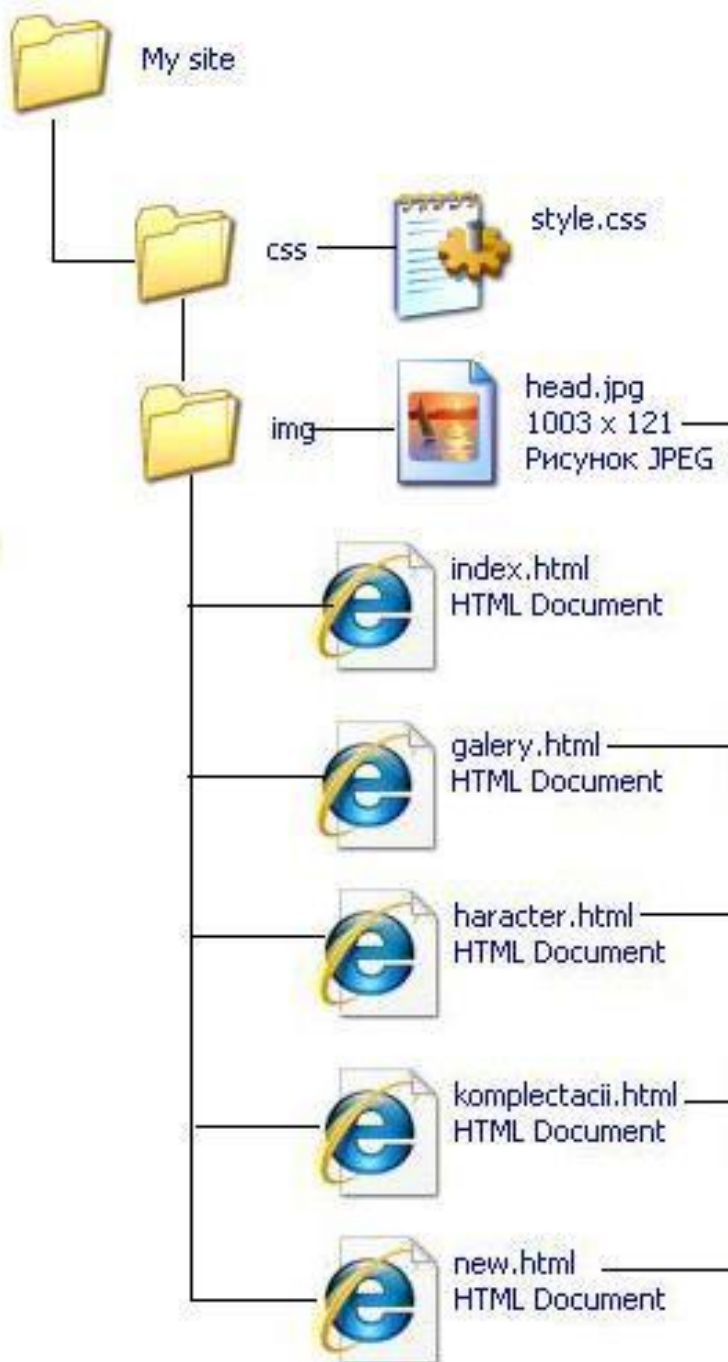 My site
css
style.css
img
head.jpg
1003 x 121
Рисунок JPEG
index.html
HTML Document
galery.html
HTML Document
haracter.html
HTML Document
komplectacii.html
HTML Document
new.html
HTML Document